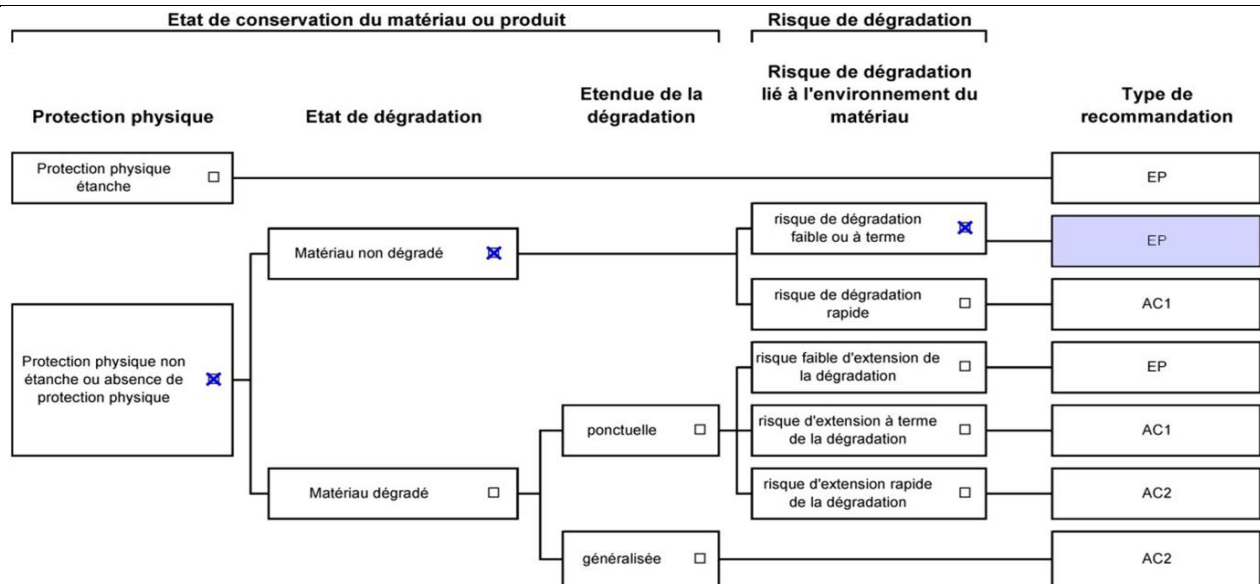 Etat de conservation du matériau ou produit
Risque de dégradation
Protection physique
Etat de dégradation
Etendue de la
dégradation
Risque de dégradation
lié à l'environement du
matériau
Type de
recommandation
Protection physique
étanche
EP
Matériau non dégradé
risque de dégradation
faible ou à terme
EP
risque de dégradation
rapide
AC1
Protection physique non
étanche ou absence de
protection physique
risque faible d'extension de
la dégradation
EP
ponctuelle
risque d'extension à terme
de la dégradation
AC1
Matériau dégradé
risque d'extension rapide
de la dégradation
AC2
généralisée
AC2